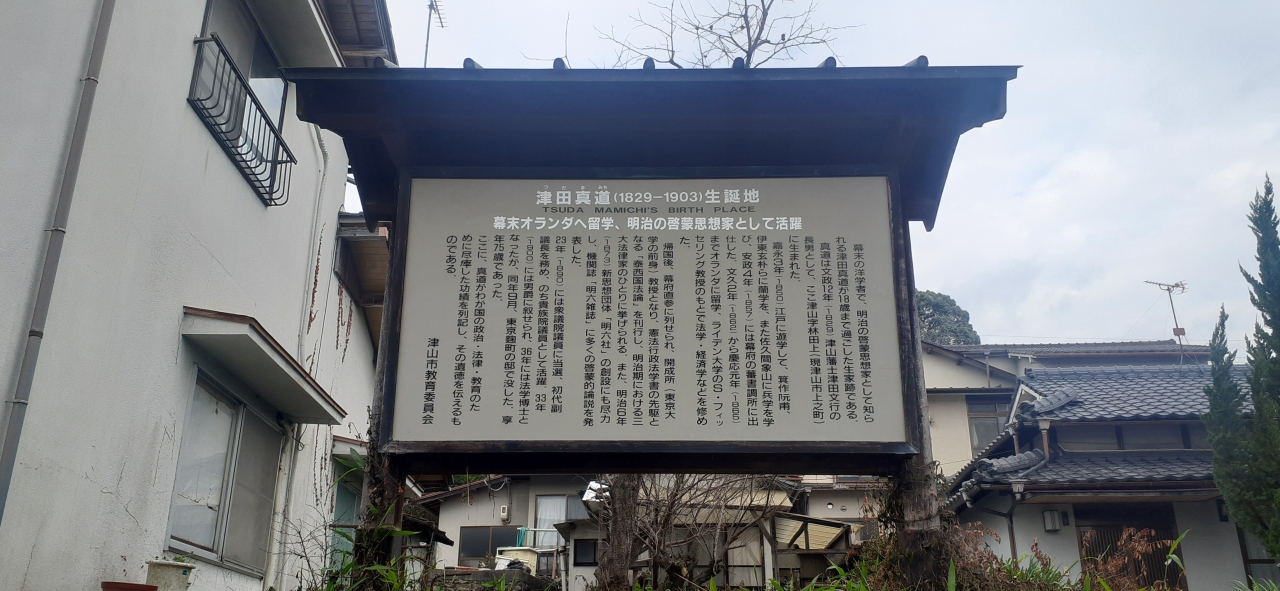 つだ まみち
津田真道(1829−1903)生誕地
TSUDA MAMICHI'S BIRTH PLACE
幕末オランダへ留学、明治の啓蒙思想家として活躍
幕末の洋学者で、明治の啓蒙思想家として知ら
れる津田真道が18歳まで過ごした生家跡である。
真道は文政12年(1829)津山藩士津田文行の
長男として、ここ津山字林田上(現津山市上之町)
に生まれた。
嘉永3年(1850)江戸に遊学して、箕作阮甫、
伊東玄朴らに蘭学を、また佐久間象山に兵学を学
び、安政4年(1857)には幕府の蕃書調所に出
仕した。文久2年(1862)から慶応元年(1865)
までオランダに留学、ライデン大学のS・フィッ
セリング教授のもとで法学・経済学などを修め
た。
帰国後、幕府直参に列せられ、開成所(東京大
学の前身)教授となり、憲法行政法学書の先駆と
なる「泰西国法論」を刊行し、明治期における三
大法律家のひとりに挙げられる。また、明治6年
(1873)新思想団体「明六社」の創設にも尽力
し、機関誌「明六雑誌」に多くの啓蒙的論説を発
表した。
23年(1890)には衆議院議員に当選、初代副
議長を務め、のち貴族院議員として活躍、33年
(1900)には男爵に叙せられ、36年には法学博士と
なったが、同年9月、東京麹町の邸で没した。享
年75歳であった。
ここに、真道がわが国の政治・法律・教育のた
めに尽瘁した功績を列記し、その遺徳を伝えるも
のである。
津山市教育委員会